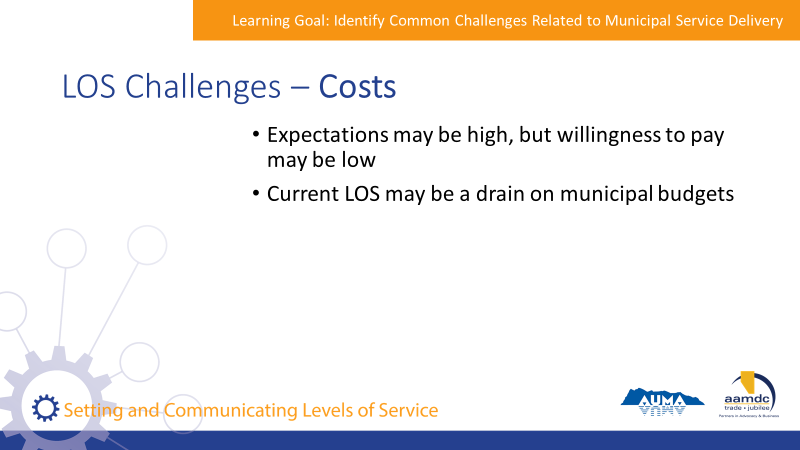 Learning Goal: Identify Common Challenges Related to Municipal Service Delivery
LOS Challenges – Costs
• Expectations may be high, but willingness to pay
may be low
• Current LOS may be a drain on municipal budgets
Setting and Communicating Levels of Service
AUMA
aamdc
trade • jubilee
Partners in Advocacy & Business